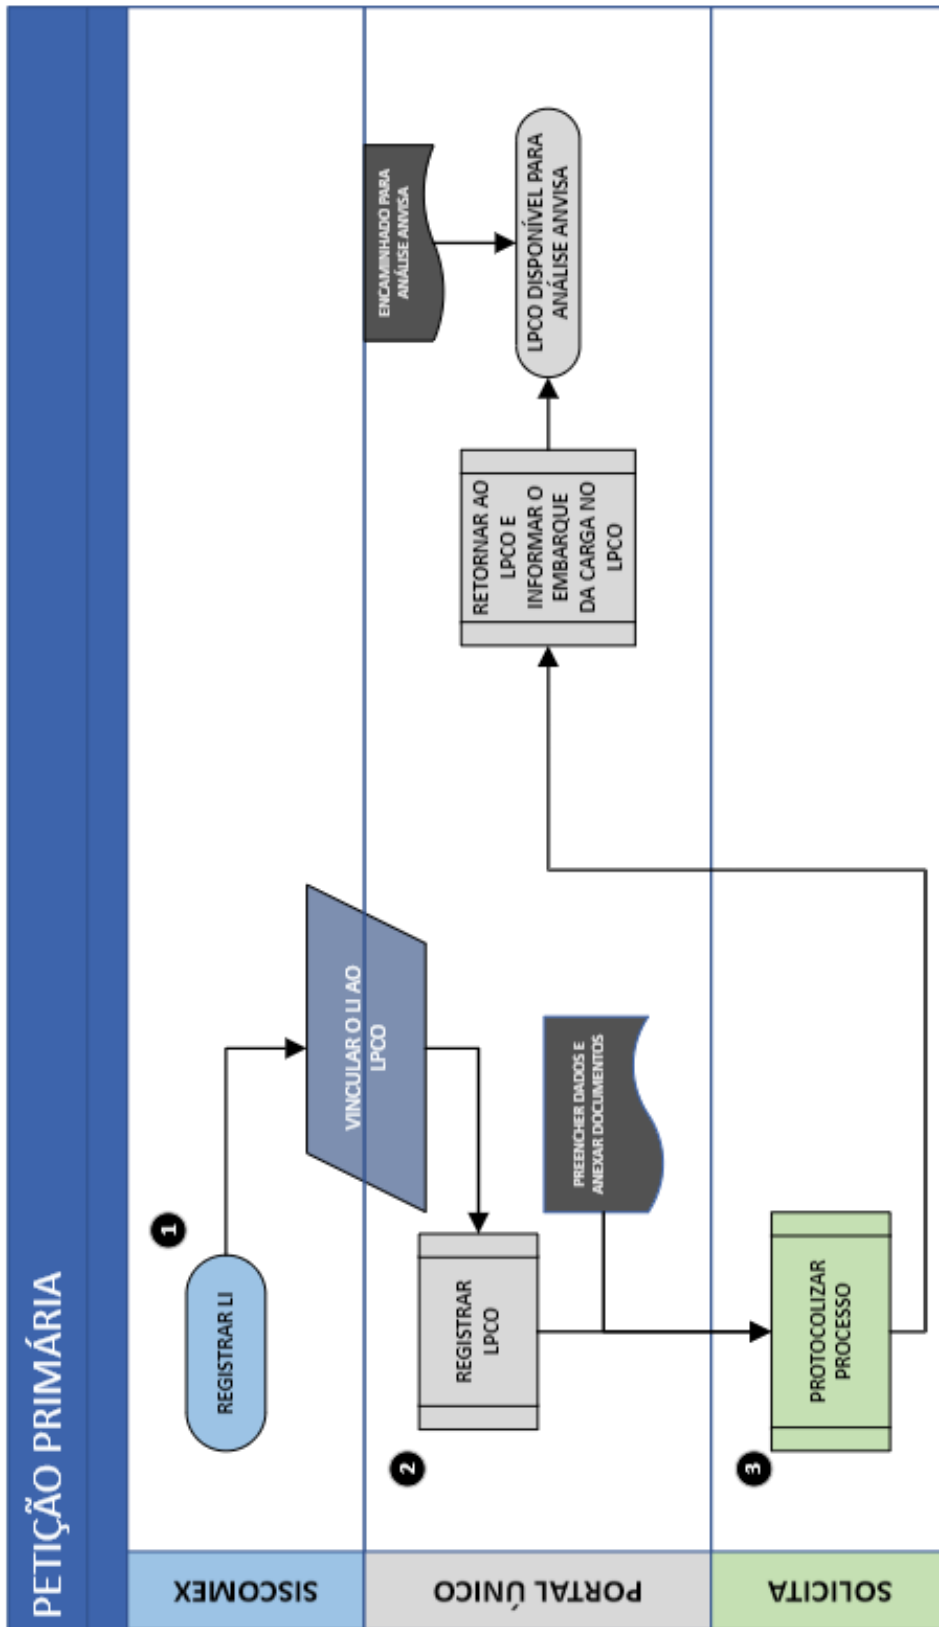 PETIÇÃO PRIMÁRIA
SISCOMEX
1
REGISTRAR LI
VINCULAR O LI AO
LPCO
PORTAL ÚNICO
2
REGISTRAR
LPCO
PREENCHER DADOS E
ANEXAR DOCUMENTOS
RETORNAR AO
LPCO E
INFORMAR O
EMBARQUE
DA CARGA NO
LPCO
ENCAMINHADO PARA
ANÁLISE ANVISA
LPCO DISPONÍVEL PARA
ANÁLISE ANVISA
SOLICITA
3
PROTOCOLIZAR
PROCESSO